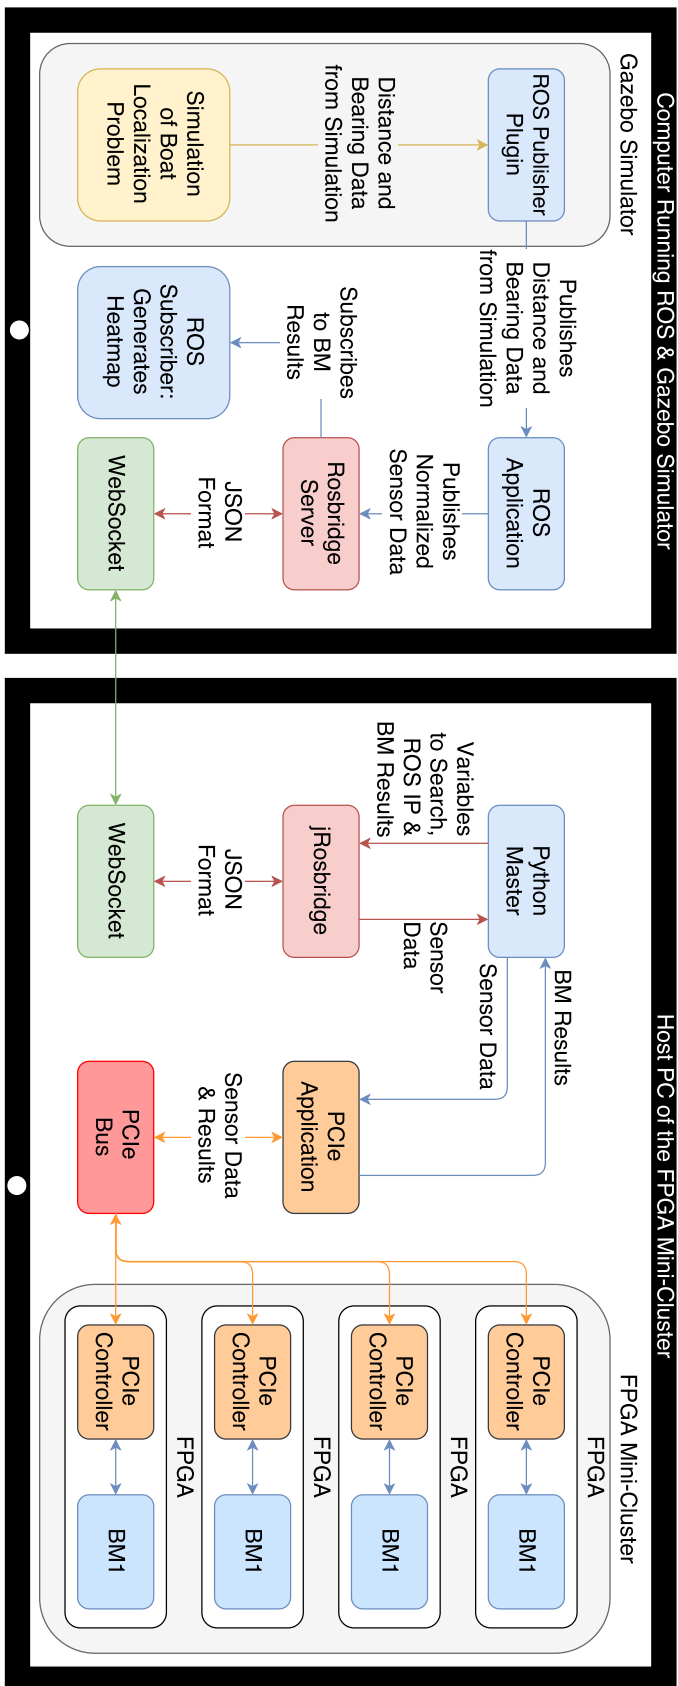 Computer Running ROS & Gazebo Simulator
Gazebo Simulator
ROS Publisher
Plugin
Distance and
Bearing Data
from Simulation
Simulation
of Boat
Localization
Problem
Publishes
Distance and
Bearing Data
from Simulation
ROS
Application
Publishes
Normalized
Sensor Data
Rosbridge
Server
Subscribes
to BM
Results
ROS
Subscriber:
Generates
Heatmap
JSON
Format
WebSocket
Host PC of the FPGA Mini-Cluster
Python
Master
Variables
to Search,
ROS IP &
BM Results
Sensor
Data
jRosbridge
JSON
Format
WebSocket
BM Results
Sensor Data
PCIe
Application
Sensor Data
& Results
PCIe
Bus
FPGA Mini-Cluster
FPGA
PCIe
Controller
BM1
FPGA
PCIe
Controller
BM1
FPGA
PCIe
Controller
BM1
FPGA
PCIe
Controller
BM1